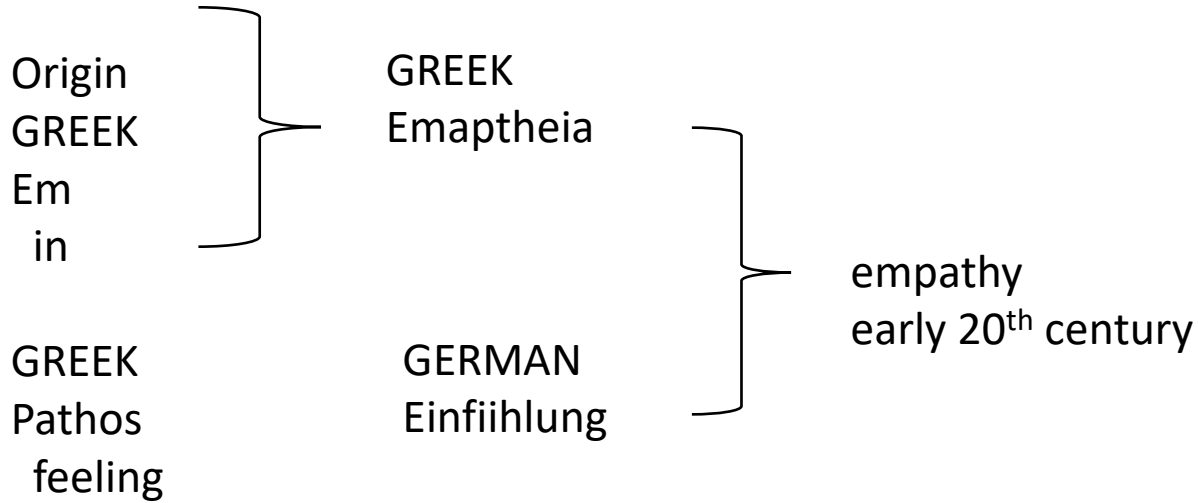 Origin
GREEK
Em
in
GREEK
Pathos
feeling
GREEK
Emaptheia
GERMAN
Einfiihlung
empathy
early 20th century